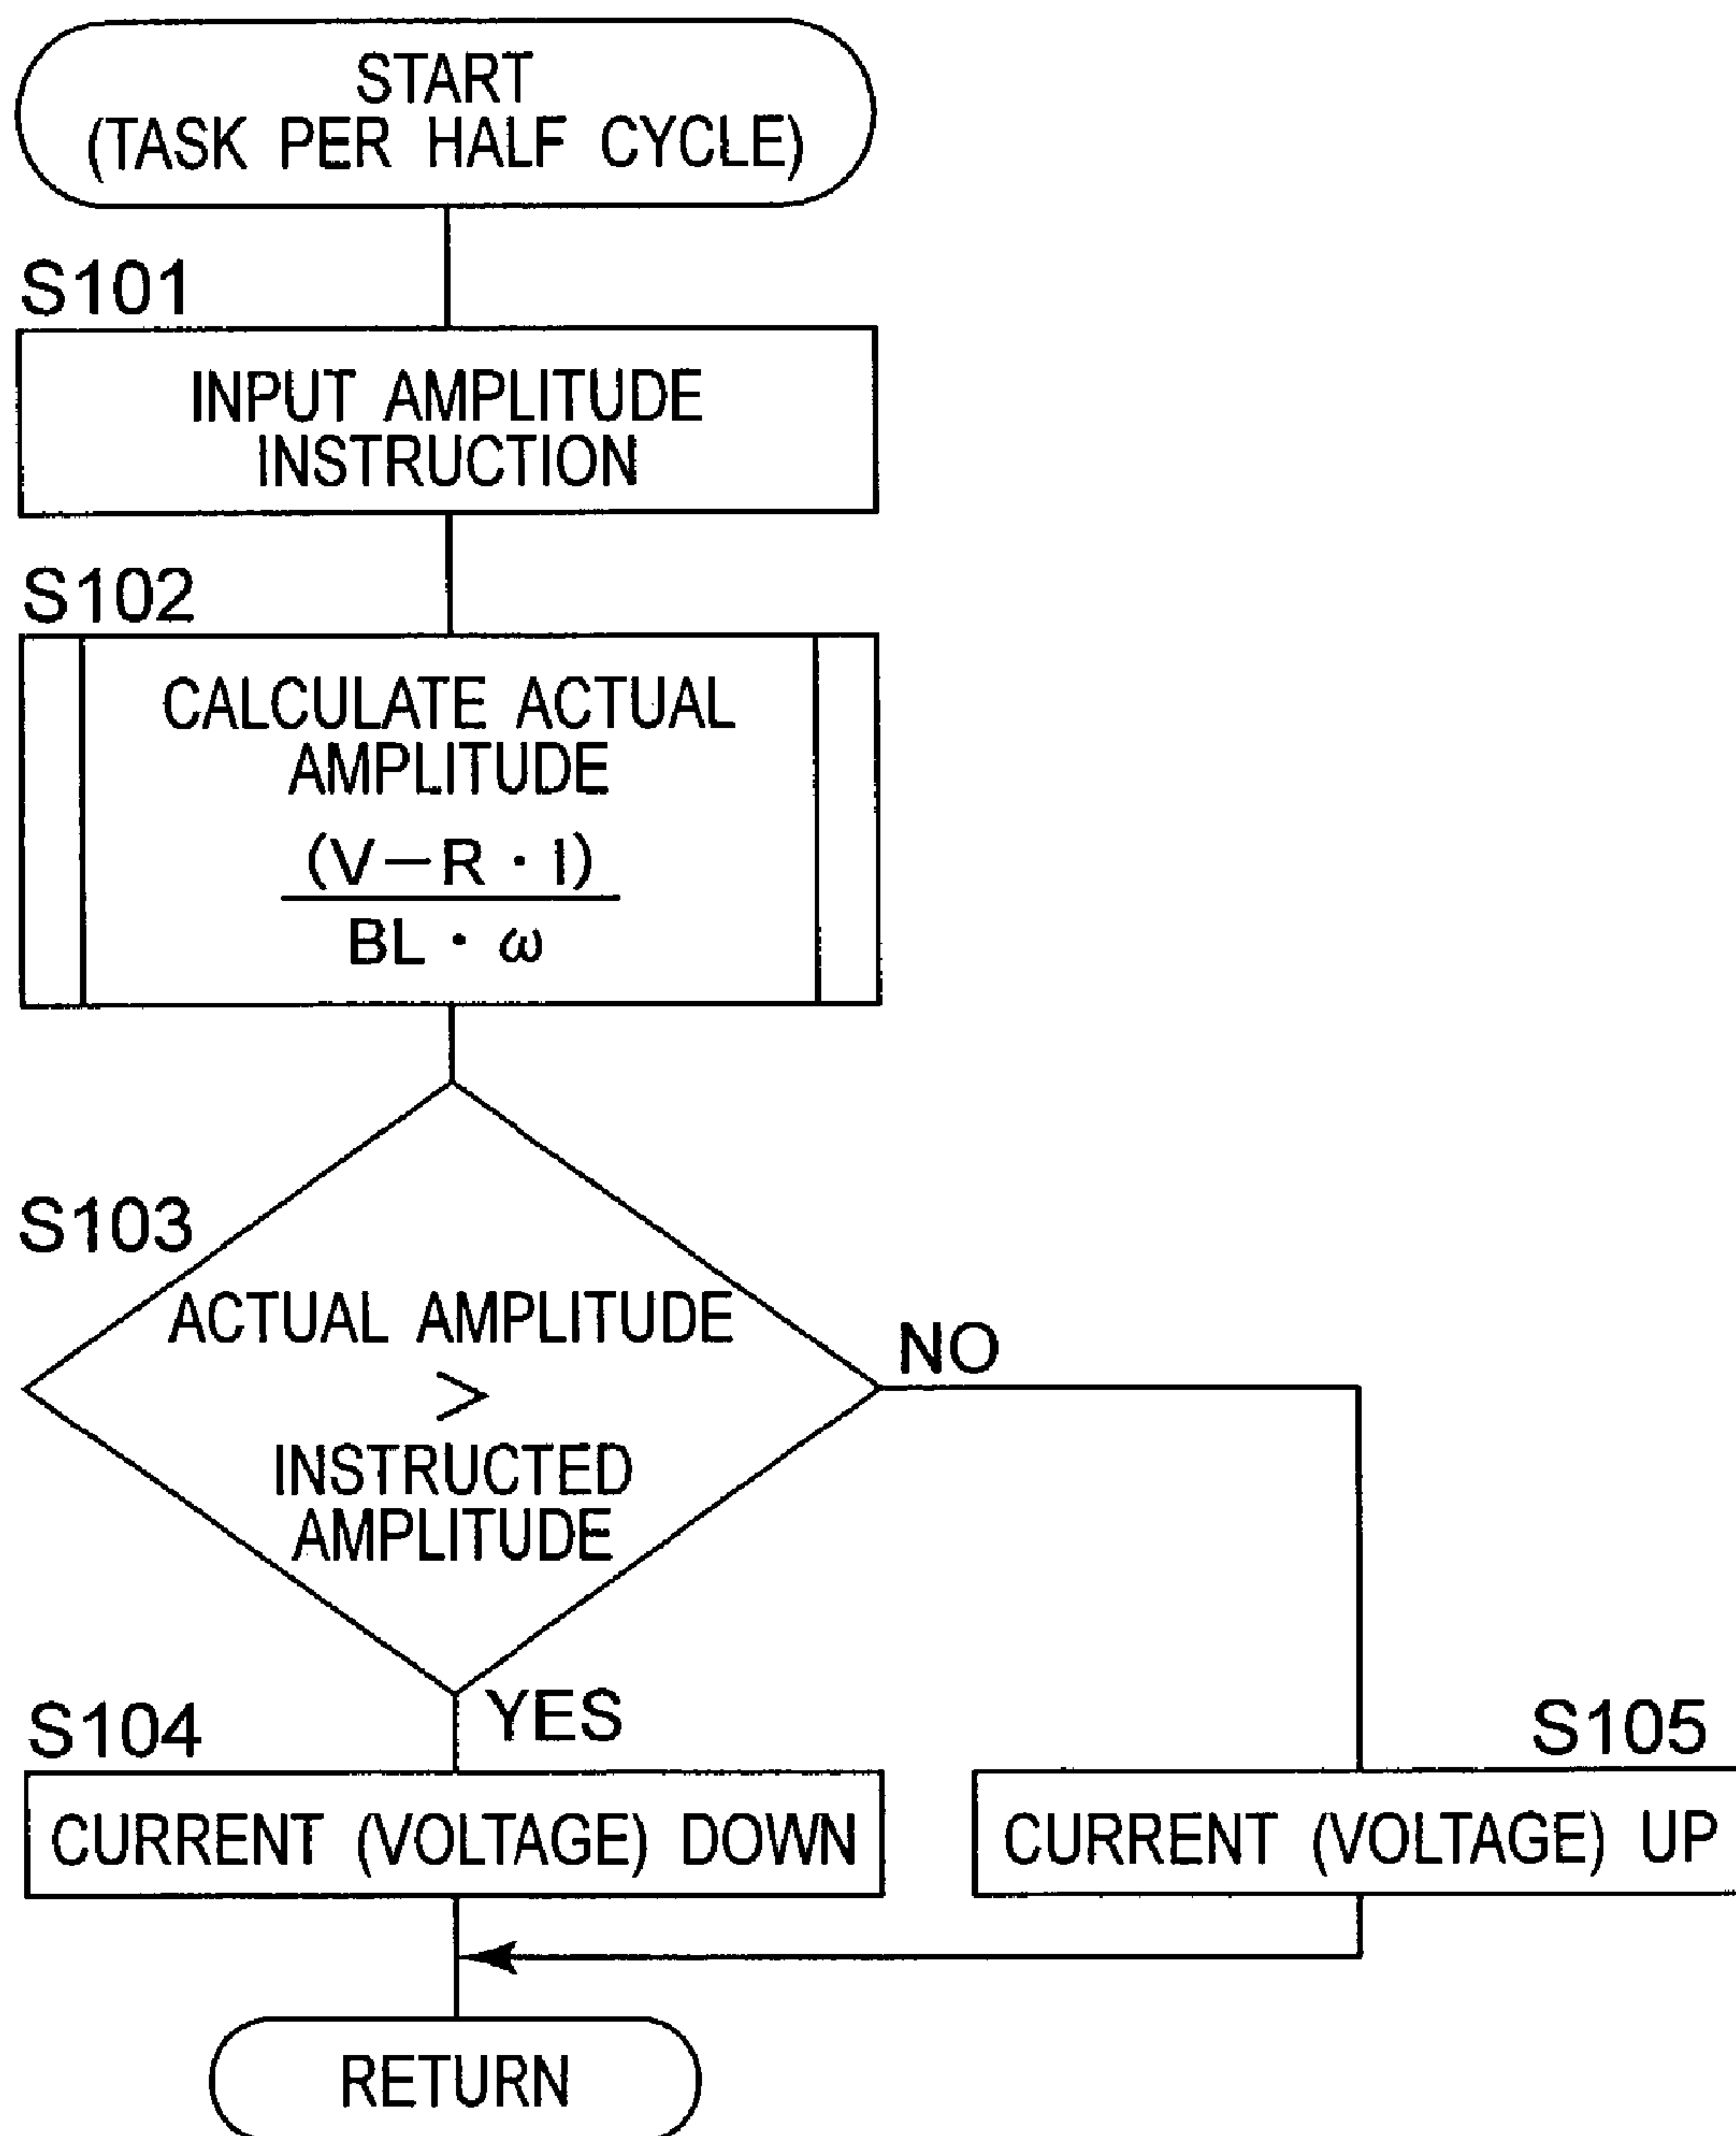 START
(TASK PER HALF CYCLE)
S101
INPUT AMPLITUDE
INSTRUCTION
S102
CALCULATE ACTUAL
AMPLITUDE
(V−R・I)
BL・ω
S103
ACTUAL AMPLITUDE
>
INSTRUCTED
AMPLITUDE
NO
YES
S104
CURRENT (VOLTAGE) DOWN
S105
CURRENT (VOLTAGE) UP
RETURN